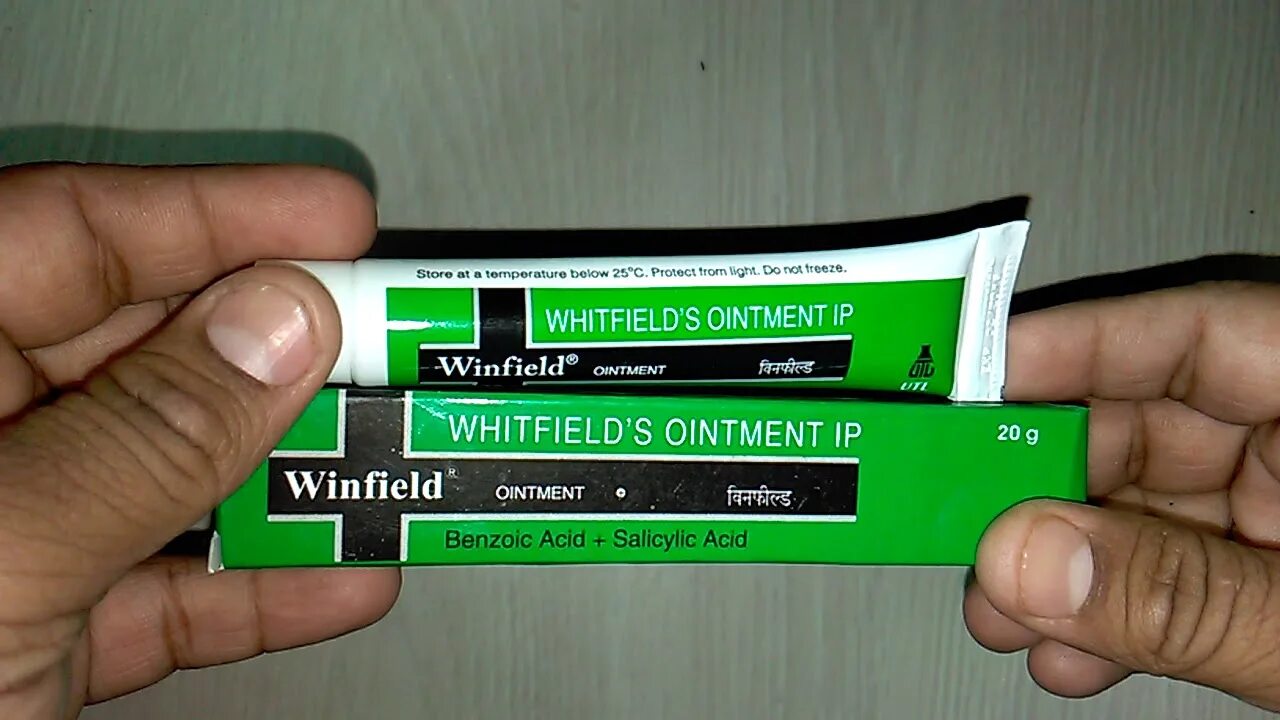 Store at a temperature below 25°C. Protect from light. Do not freeze.
WHITFIELD'S OINTMENT IP
Winfield® OINTMENT विनफील्ड
UTL
WHITFIELD'S OINTMENT IP 20 g
Winfield® OINTMENT विनफील्ड
Benzoic Acid + Salicylic Acid